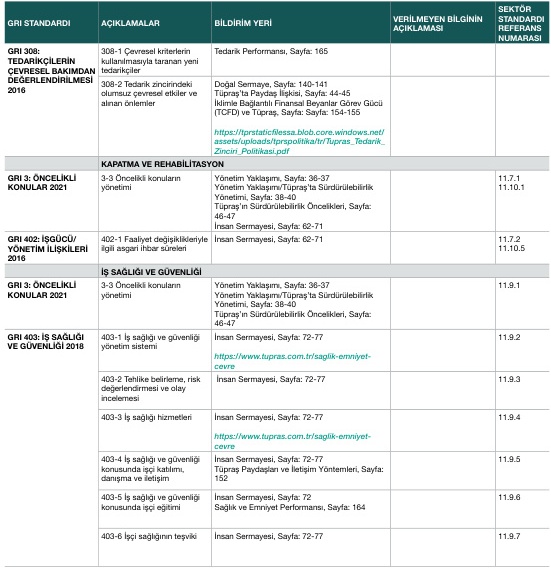 GRI STANDARDI
AÇIKLAMALAR
BİLDİRİM YERİ
VERİLMEYEN BİLGİNİN
AÇIKLAMASI
SEKTÖR
STANDARDI
REFERANS
NUMARASI
GRI 308:
TEDARİKÇİLERİN
ÇEVRESEL BAKIMDAN
DEĞERLENDİRİLMESİ
2016
308-1 Çevresel kriterlerin
kullanılmasıyla taranan yeni
tedarikçiler
Tedarik Performansı, Sayfa: 165
308-2 Tedarik zincirindeki
olumsuz çevresel etkiler ve
alınan önlemler
Doğal Sermaye, Sayfa: 140-141
Tüpraş'ta Paydaş İlişkisi, Sayfa: 44-45
İklimle Bağlantılı Finansal Beyanlar Görev Gücü
(TCFD) ve Tüpraş, Sayfa: Sayfa: 154-155
https://tprstaticfilessa.blob.core.windows.net/
assets/uploads/tprspolitika/tr/Tupras_Tedarik_
Zinciri_Politikasi.pdf
KAPATMA VE REHABİLİTASYON
GRI 3: ÖNCELİKLİ
KONULAR 2021
3-3 Öncelikli konuların
yönetimi
Yönetim Yaklaşımı, Sayfa: 36-37
Yönetim Yaklaşımı/Tüpraş'ta Sürdürülebilirlik
Yönetimi, Sayfa: 38-40
Tüpraş'ın Sürdürülebilirlik Öncelikleri, Sayfa:
46-47
İnsan Sermayesi, Sayfa: 62-71
11.7.1
11.10.1
GRI 402: İŞGÜCÜ/
YÖNETİM İLİŞKİLERİ
2016
402-1 Faaliyet değişiklikleriyle
ilgili asgari ihbar süreleri
İnsan Sermayesi, Sayfa: 62-71
11.7.2
11.10.5
İŞ SAĞLIĞI VE GÜVENLİĞİ
GRI 3: ÖNCELİKLİ
KONULAR 2021
3-3 Öncelikli konuların
yönetimi
Yönetim Yaklaşımı, Sayfa: 36-37
Yönetim Yaklaşımı/Tüpraş'ta Sürdürülebilirlik
Yönetimi, Sayfa: 38-40
Tüpraş'ın Sürdürülebilirlik Öncelikleri, Sayfa:
46-47
11.9.1
GRI 403: İŞ SAĞLIĞI
VE GÜVENLİĞİ 2018
403-1 İş sağlığı ve güvenliği
yönetim sistemi
İnsan Sermayesi, Sayfa: 72-77
https://www.tupras.com.tr/saglik-emniyet-
cevre
11.9.2
403-2 Tehlike belirleme, risk
değerlendirmesi ve olay
incelemesi
İnsan Sermayesi, Sayfa: 72-77
11.9.3
403-3 İş sağlığı hizmetleri
İnsan Sermayesi, Sayfa: 72-77
https://www.tupras.com.tr/saglik-emniyet-
cevre
11.9.4
403-4 İş sağlığı ve güvenliği
konusunda işçi katılımı,
danışma ve iletişim
İnsan Sermayesi, Sayfa: 72-77
Tüpraş Paydaşları ve İletişim Yöntemleri, Sayfa:
152
11.9.5
403-5 İş sağlığı ve güvenliği
konusunda işçi eğitimi
İnsan Sermayesi, Sayfa: 72
Sağlık ve Emniyet Performansı, Sayfa: 164
11.9.6
403-6 İşçi sağlığının teşviki
İnsan Sermayesi, Sayfa: 72-77
11.9.7